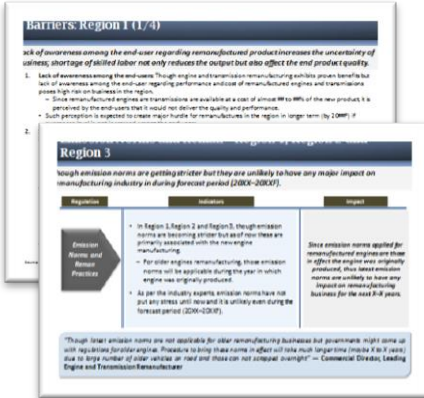 Barriers: Region 1 (1/4)
ack of awareness among the end-user regarding remanufactured product increases the uncertainty of
usiness; shortage of skilled labor not only reduces the output but also affect the end product quality.
1. Lack of awareness among the end-users Though engine and transmission remanufacturing exhibits proven benefits but
lack of awareness among the end-user regarding performance and cost of remanufactured engines and transmissions
poses high risk on business in the region.
– Since remanufactured engines are transmissions are available at a cost of almost ## to ##% of the new product, it is
perceived by the end-users that it would not deliver the quality and performance.
• Such perception is expected to create major hurdle for remanufactures in the region in longer term (by 20##) if
2.
Region 3
hough emission norms are getting stricter but they are unlikely to have any major impact on
emanufacturing industry in during forecast period (20XX–20XXF).
Regulation
Indicators
Impact
Emission
Norms and
Reman
Practices
• In Region 1, Region 2 and Region 3, though emission
norms are becoming stricter but as of now these are
primarily associated with the new engine
manufacturing.
– For older engines remanufacturing, those emission
norms will be applicable during the year in which
engine was originally produced.
• As per the industry experts, emission norms have not
put any stress until now and it is unlikely even during the
forecast period (20XX–20XXF).
Since emission norms applied for
remanufactured engines are those
in effect the engine was originally
produced, thus latest emission
norms are unlikely to have any
impact on remanufacturing
business for the next X–X years.
"Though latest emission norms are not applicable for older remanufacturing businesses but governments might come up
with regulations for older engines. Procedure to bring these norms in effect will take much longer time (maybe X to X years)
due to large number of older vehicles on road and those can not scrapped overnight" — Commercial Director, Leading
Engine and Transmission Remanufacturer